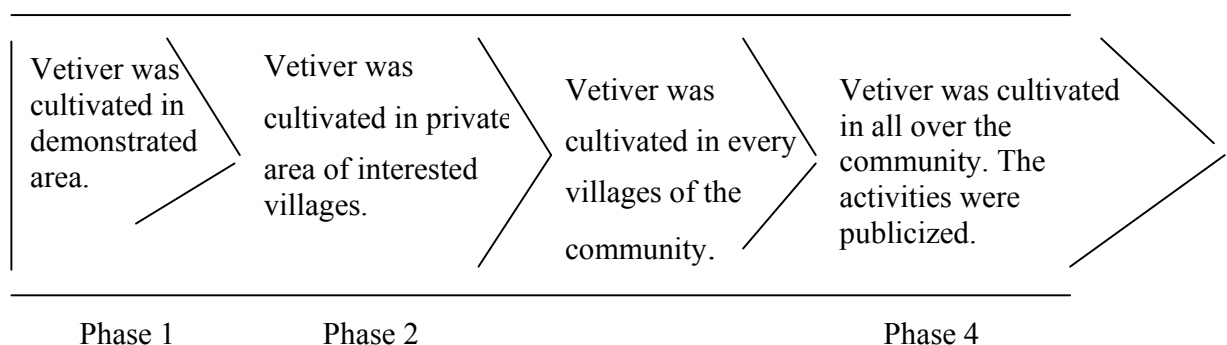 Vetiver was
cultivated in
demonstrated
area.
Vetiver was
cultivated in private
area of interested
villages.
Vetiver was
cultivated in every
villages of the
community.
Vetiver was cultivated
in all over the
community. The
activities were
publicized.
Phase 1
Phase 2
Phase 4